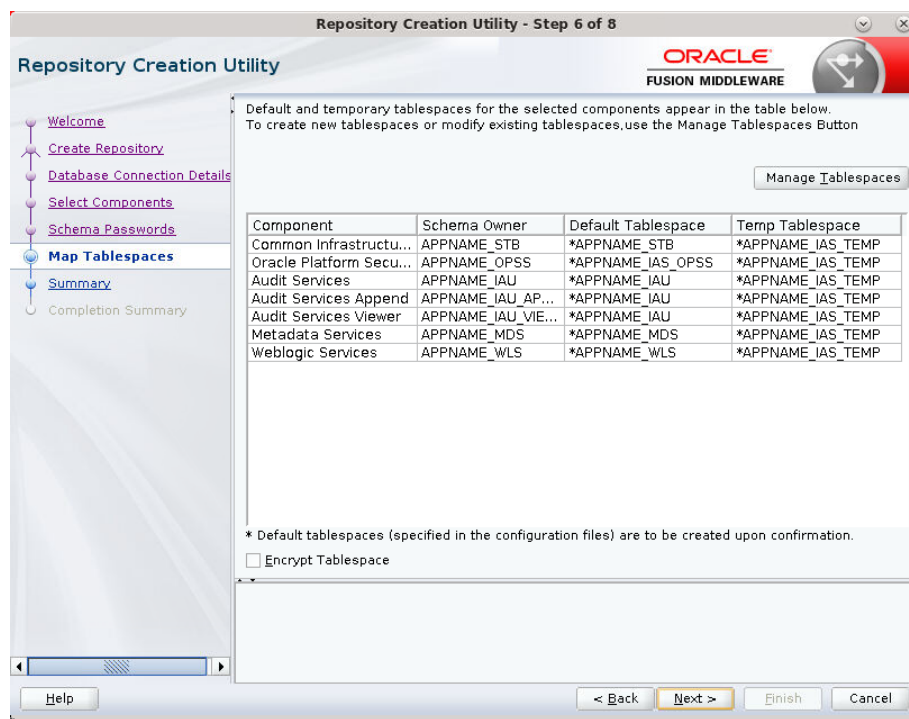 Repository Creation Utility - Step 6 of 8
Repository Creation Utility
ORACLE
FUSION MIDDLEWARE
Welcome
Create Repository
Database Connection Details
Select Components
Schema Passwords
Map Tablespaces
Summary
Completion Summary
Default and temporary tablespaces for the selected components appear in the table below.
To create new tablespaces or modify existing tablespaces,use the Manage Tablespaces Button
Manage Tablespaces
Component Schema Owner Default Tablespace Temp Tablespace
Common Infrastructu... APPNAME_STB *APPNAME_STB *APPNAME_IAS_TEMP
Oracle Platform Secu... APPNAME_OPSS *APPNAME_IAS_OPSS *APPNAME_IAS_TEMP
Audit Services APPNAME_IAU *APPNAME_IAU *APPNAME_IAS_TEMP
Audit Services Append APPNAME_IAU_AP... *APPNAME_IAU *APPNAME_IAS_TEMP
Audit Services Viewer APPNAME_IAU_VIE... *APPNAME_IAU *APPNAME_IAS_TEMP
Metadata Services APPNAME_MDS *APPNAME_MDS *APPNAME_IAS_TEMP
Weblogic Services APPNAME_WLS *APPNAME_WLS *APPNAME_IAS_TEMP
* Default tablespaces (specified in the configuration files) are to be created upon confirmation.
Encrypt Tablespace
Help
< Back Next > Finish Cancel